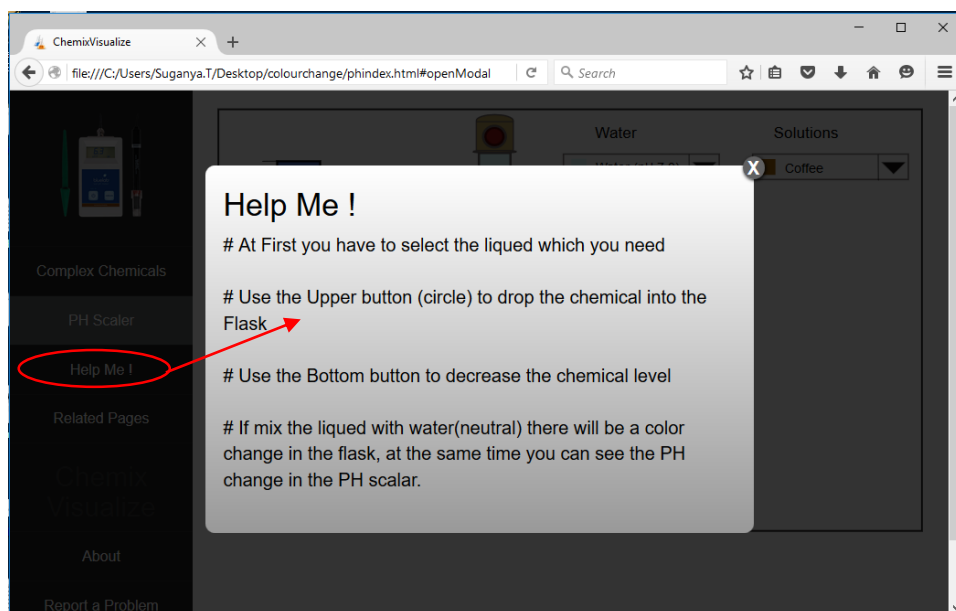 ChemixVisualize
file:///C:/Users/Suganya.T/Desktop/colourchange/phindex.html#openModal
Search
Water
Solutions
Water (pH 7.0)
Coffee
X
Help Me !
# At First you have to select the liqued which you need
# Use the Upper button (circle) to drop the chemical into the
Flask
# Use the Bottom button to decrease the chemical level
# If mix the liqued with water(neutral) there will be a color
change in the flask, at the same time you can see the PH
change in the PH scalar.
Complex Chemicals
PH Scaler
Help Me !
Related Pages
Chemix
Visualize
About
Report a Problem